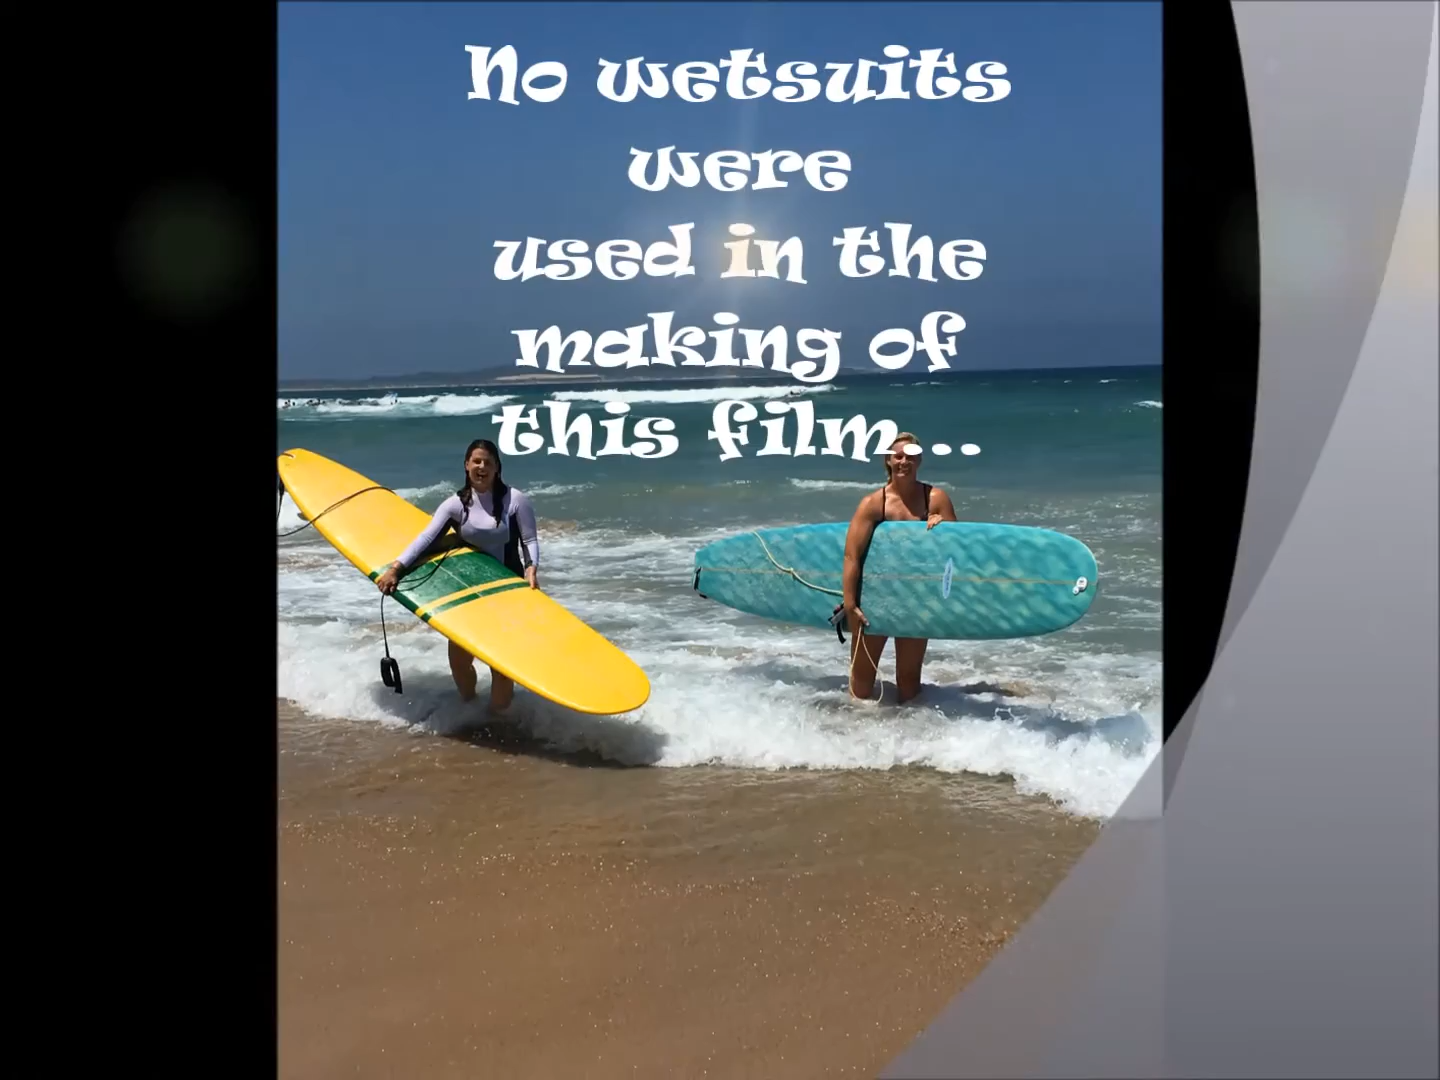 No wetsuits
were
used in the
making of
this film...